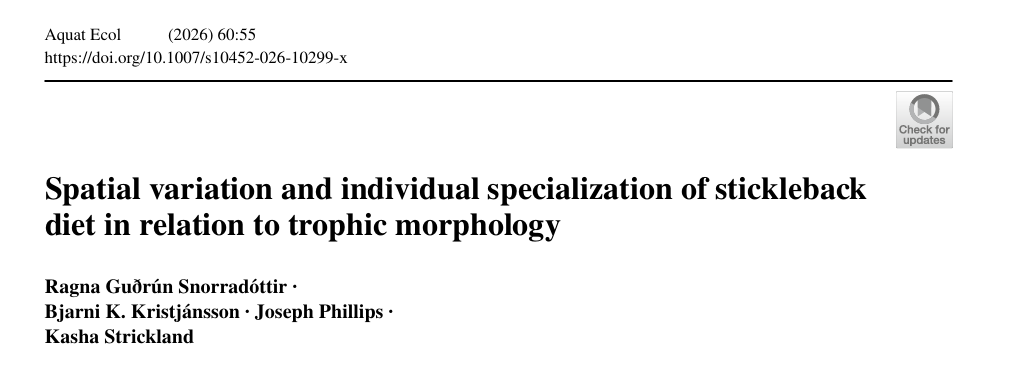 Aquat Ecol (2026) 60:55
https://doi.org/10.1007/s10452-026-10299-x
Check for
updates
Spatial variation and individual specialization of stickleback
diet in relation to trophic morphology
Ragna Guðrún Snorradóttir ·
Bjarni K. Kristjánsson · Joseph Phillips ·
Kasha Strickland